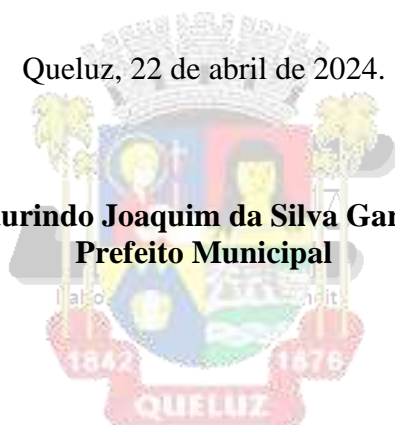 Queluz, 22 de abril de 2024.
Joaquim da Silva
Prefeito Municipal
1842
1876
QUELUZ